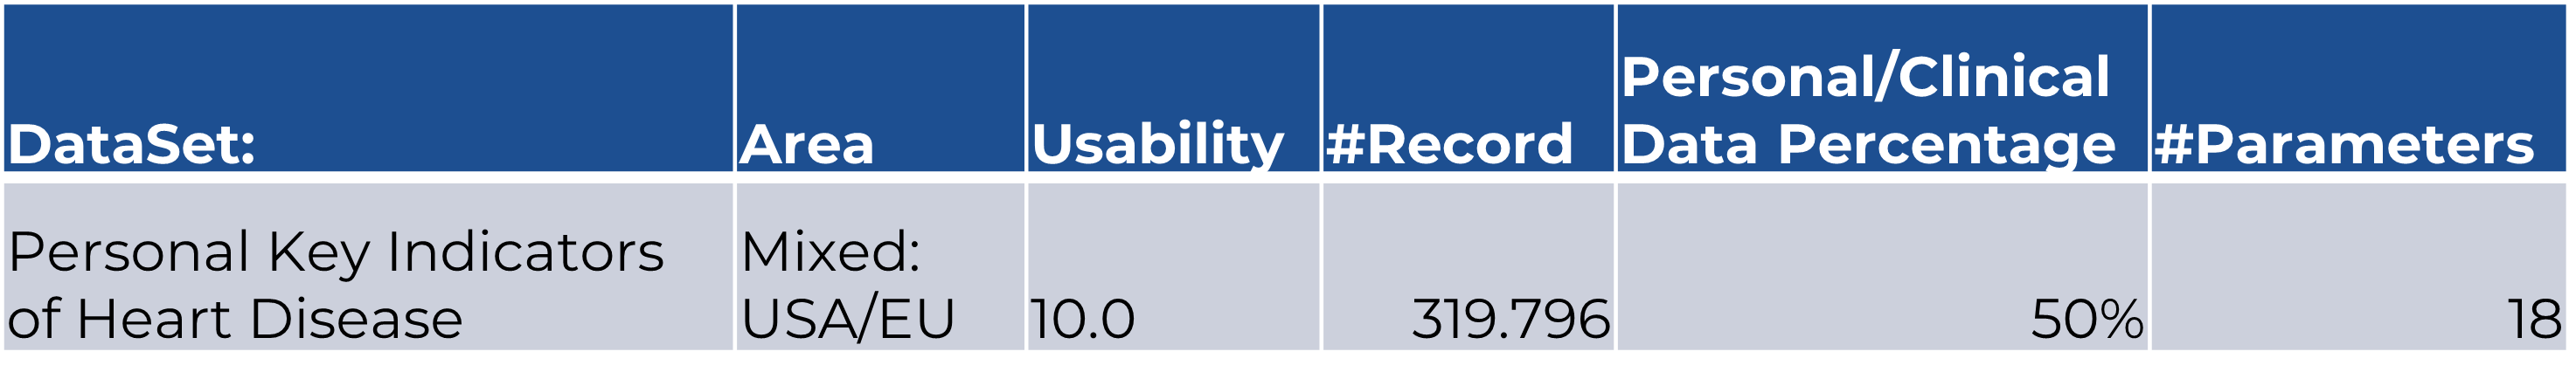 DataSet:
Area
Usability
#Record
Personal/Clinical
Data Percentage
#Parameters
Personal Key Indicators
of Heart Disease
Mixed:
USA/EU
10.0
319.796
50%
18